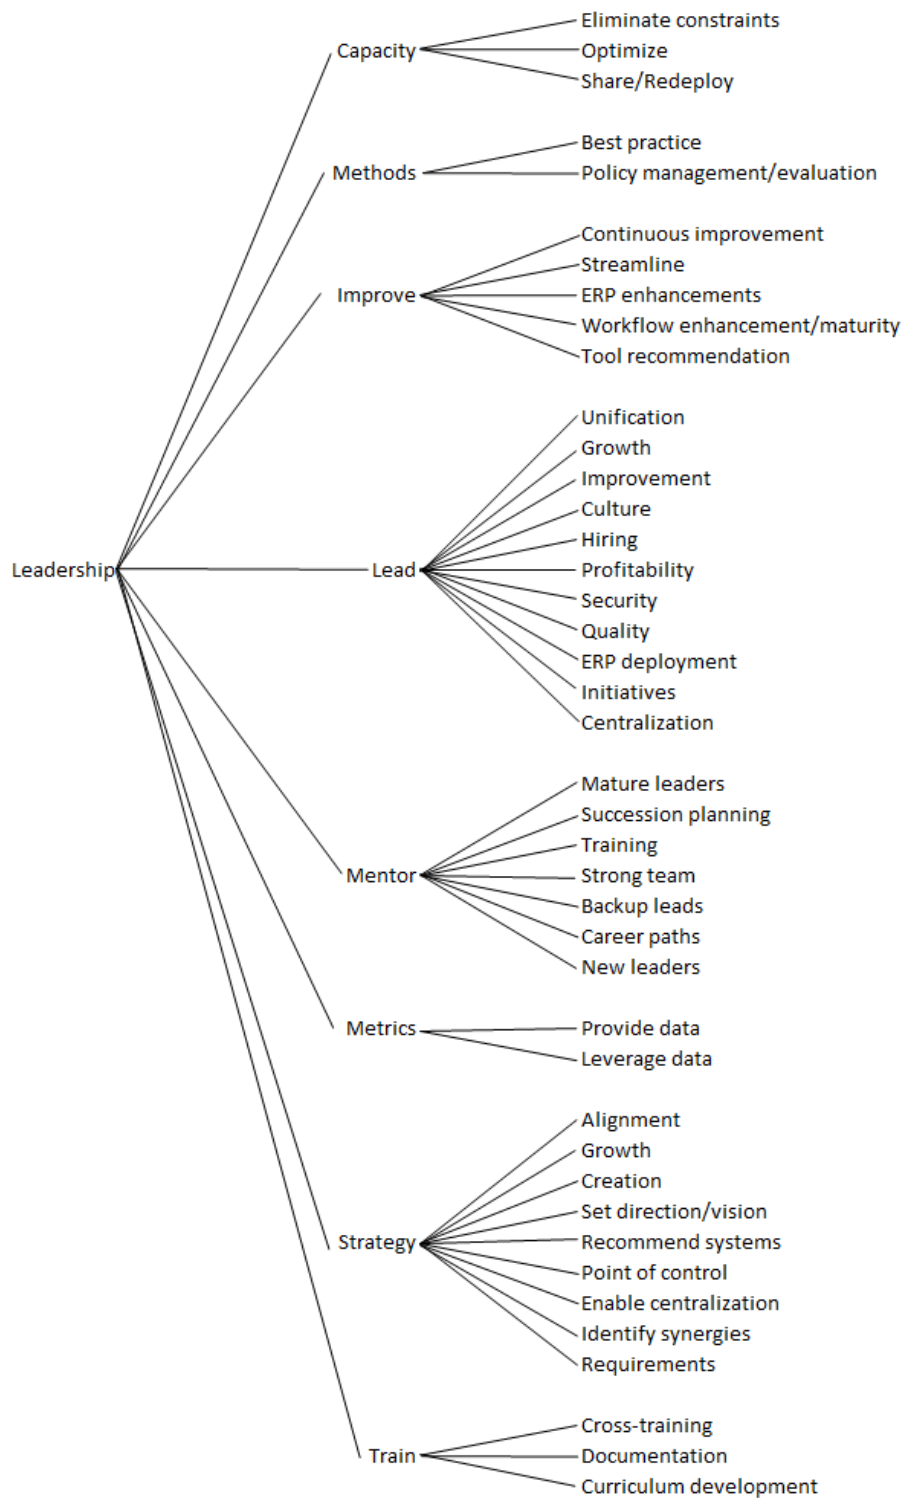 Eliminate constraints
Capacity
Optimize
Share/Redeploy
Best practice
Methods
Policy management/evaluation
Continuous improvement
Streamline
Improve
ERP enhancements
Workflow enhancement/maturity
Tool recommendation
Unification
Growth
Improvement
Culture
Hiring
Leadership
Lead
Profitability
Security
Quality
ERP deployment
Initiatives
Centralization
Mature leaders
Succession planning
Training
Mentor
Strong team
Backup leads
Career paths
New leaders
Metrics
Provide data
Leverage data
Alignment
Growth
Creation
Set direction/vision
Strategy
Recommend systems
Point of control
Enable centralization
Identify synergies
Requirements
Cross-training
Train
Documentation
Curriculum development